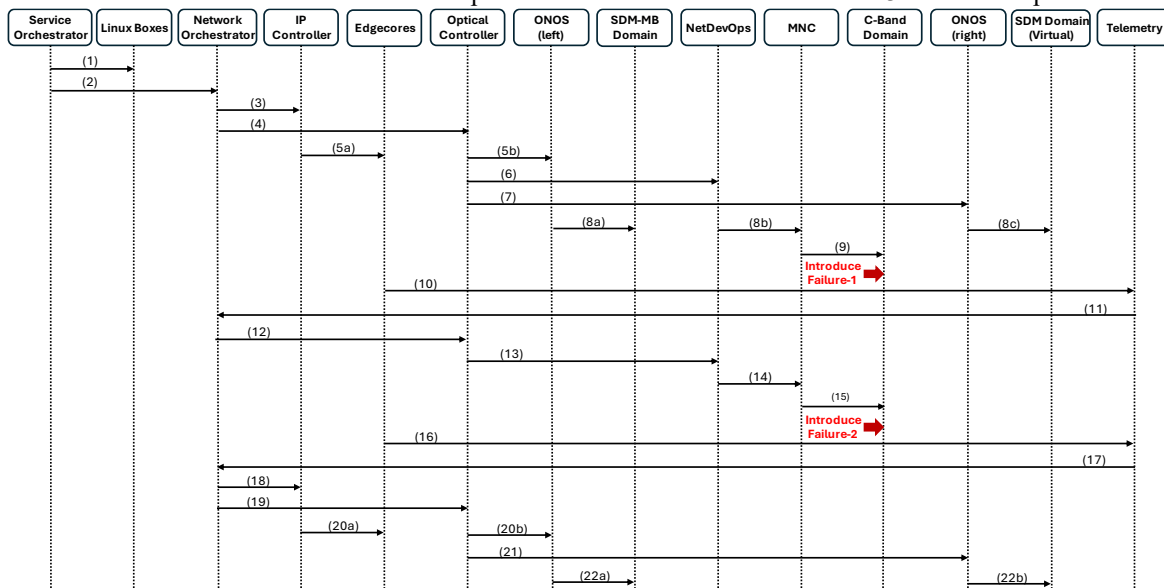 Service
Orchestrator
Linux Boxes
Network
Orchestrator
IP
Controller
Edgecores
Optical
Controller
ONOS
(left)
SDM-MB
Domain
NetDevOps
MNC
C-Band
Domain
ONOS
(right)
SDM Domain
(Virtual)
Telemetry
(1)
(2)
(3)
(4)
(5a)
(5b)
(6)
(7)
(8a)
(8b)
(8c)
(9)
Introduce
Failure-1
(10)
(11)
(12)
(13)
(14)
(15)
Introduce
Failure-2
(16)
(17)
(18)
(19)
(20a)
(20b)
(21)
(22a)
(22b)